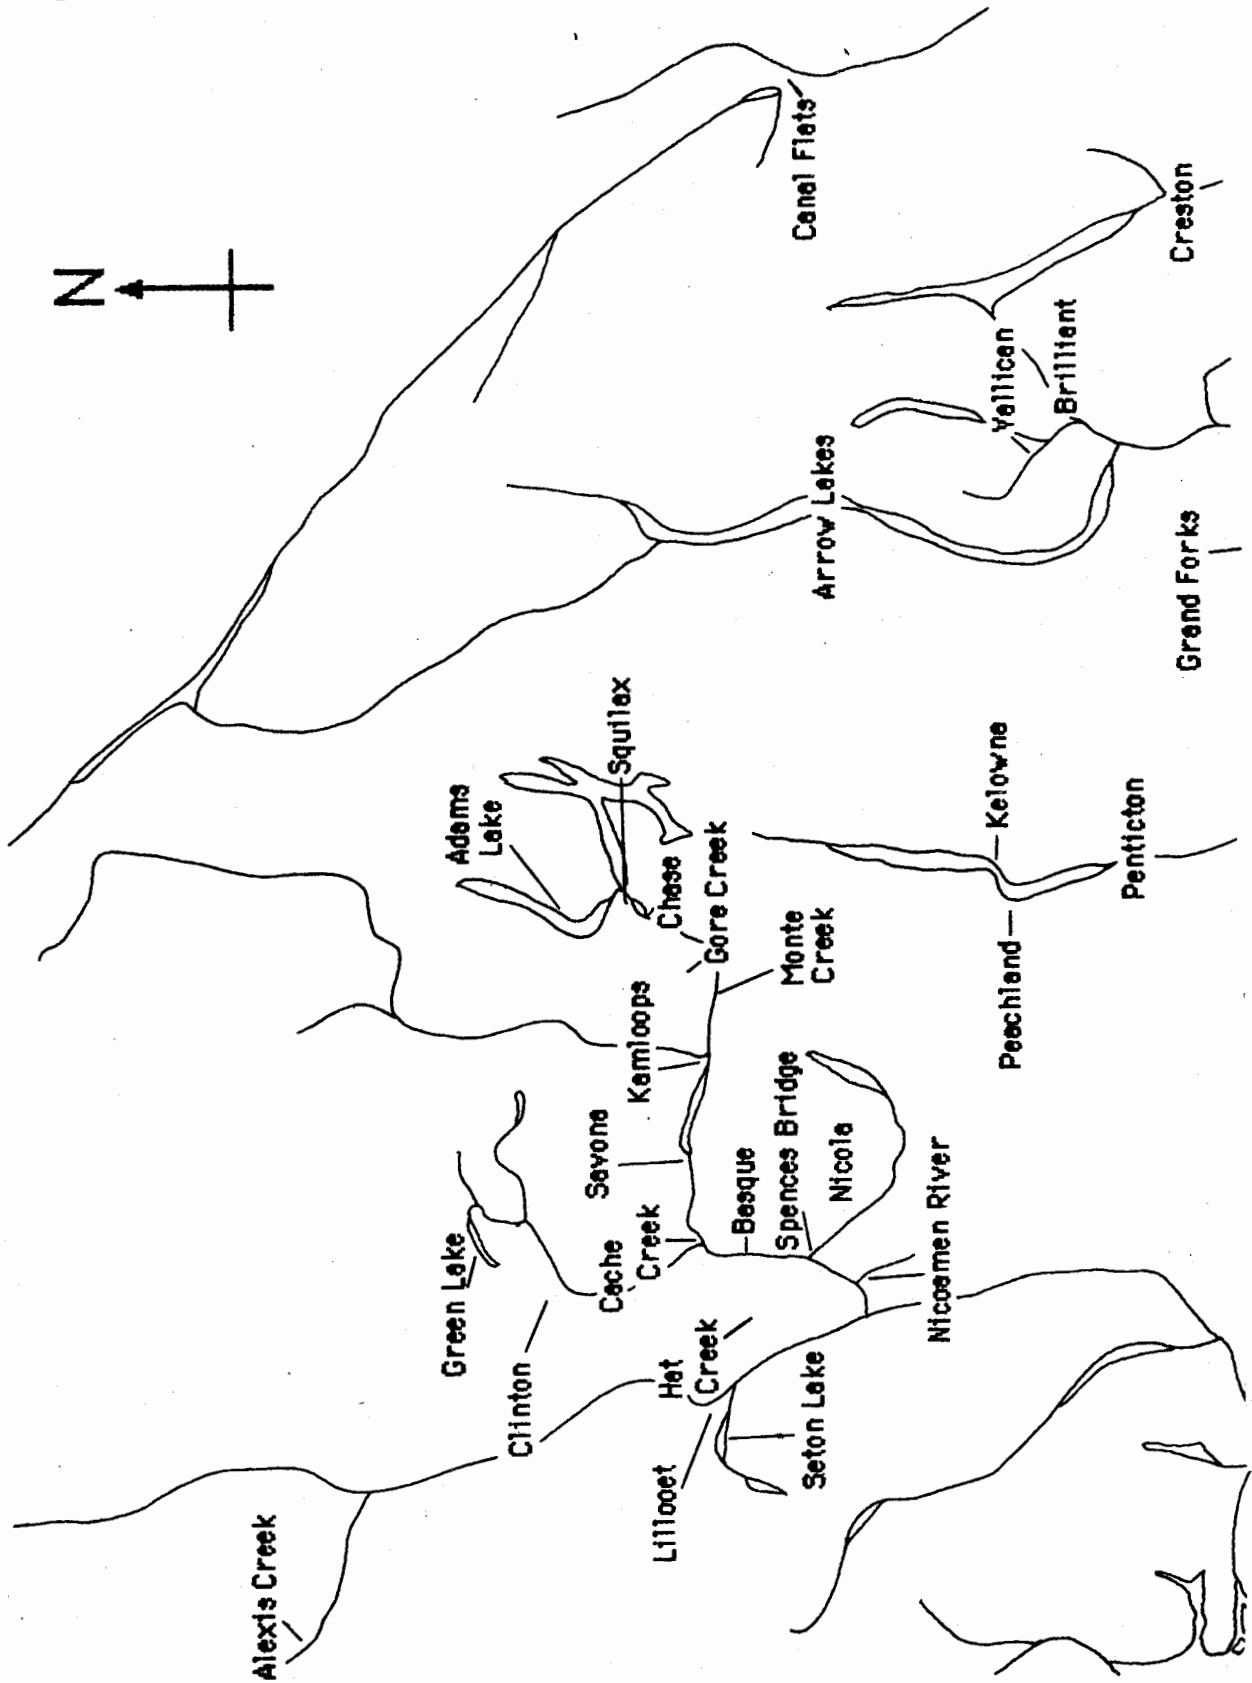 N
Alexis Creek
Canal Flats
Green Lake
Clinton
Adams
Lake
Squilax
Cache
Creek
Savona
Kamloops
Chase
Gore Creek
Hat
Creek
Lillooet
Basque
Monte
Creek
Spences Bridge
Seton Lake
Nicola
Arrow Lakes
Nicoamen River
Peachland
Kelowna
Vallican
Brilliant
Penticton
Grand Forks
Creston